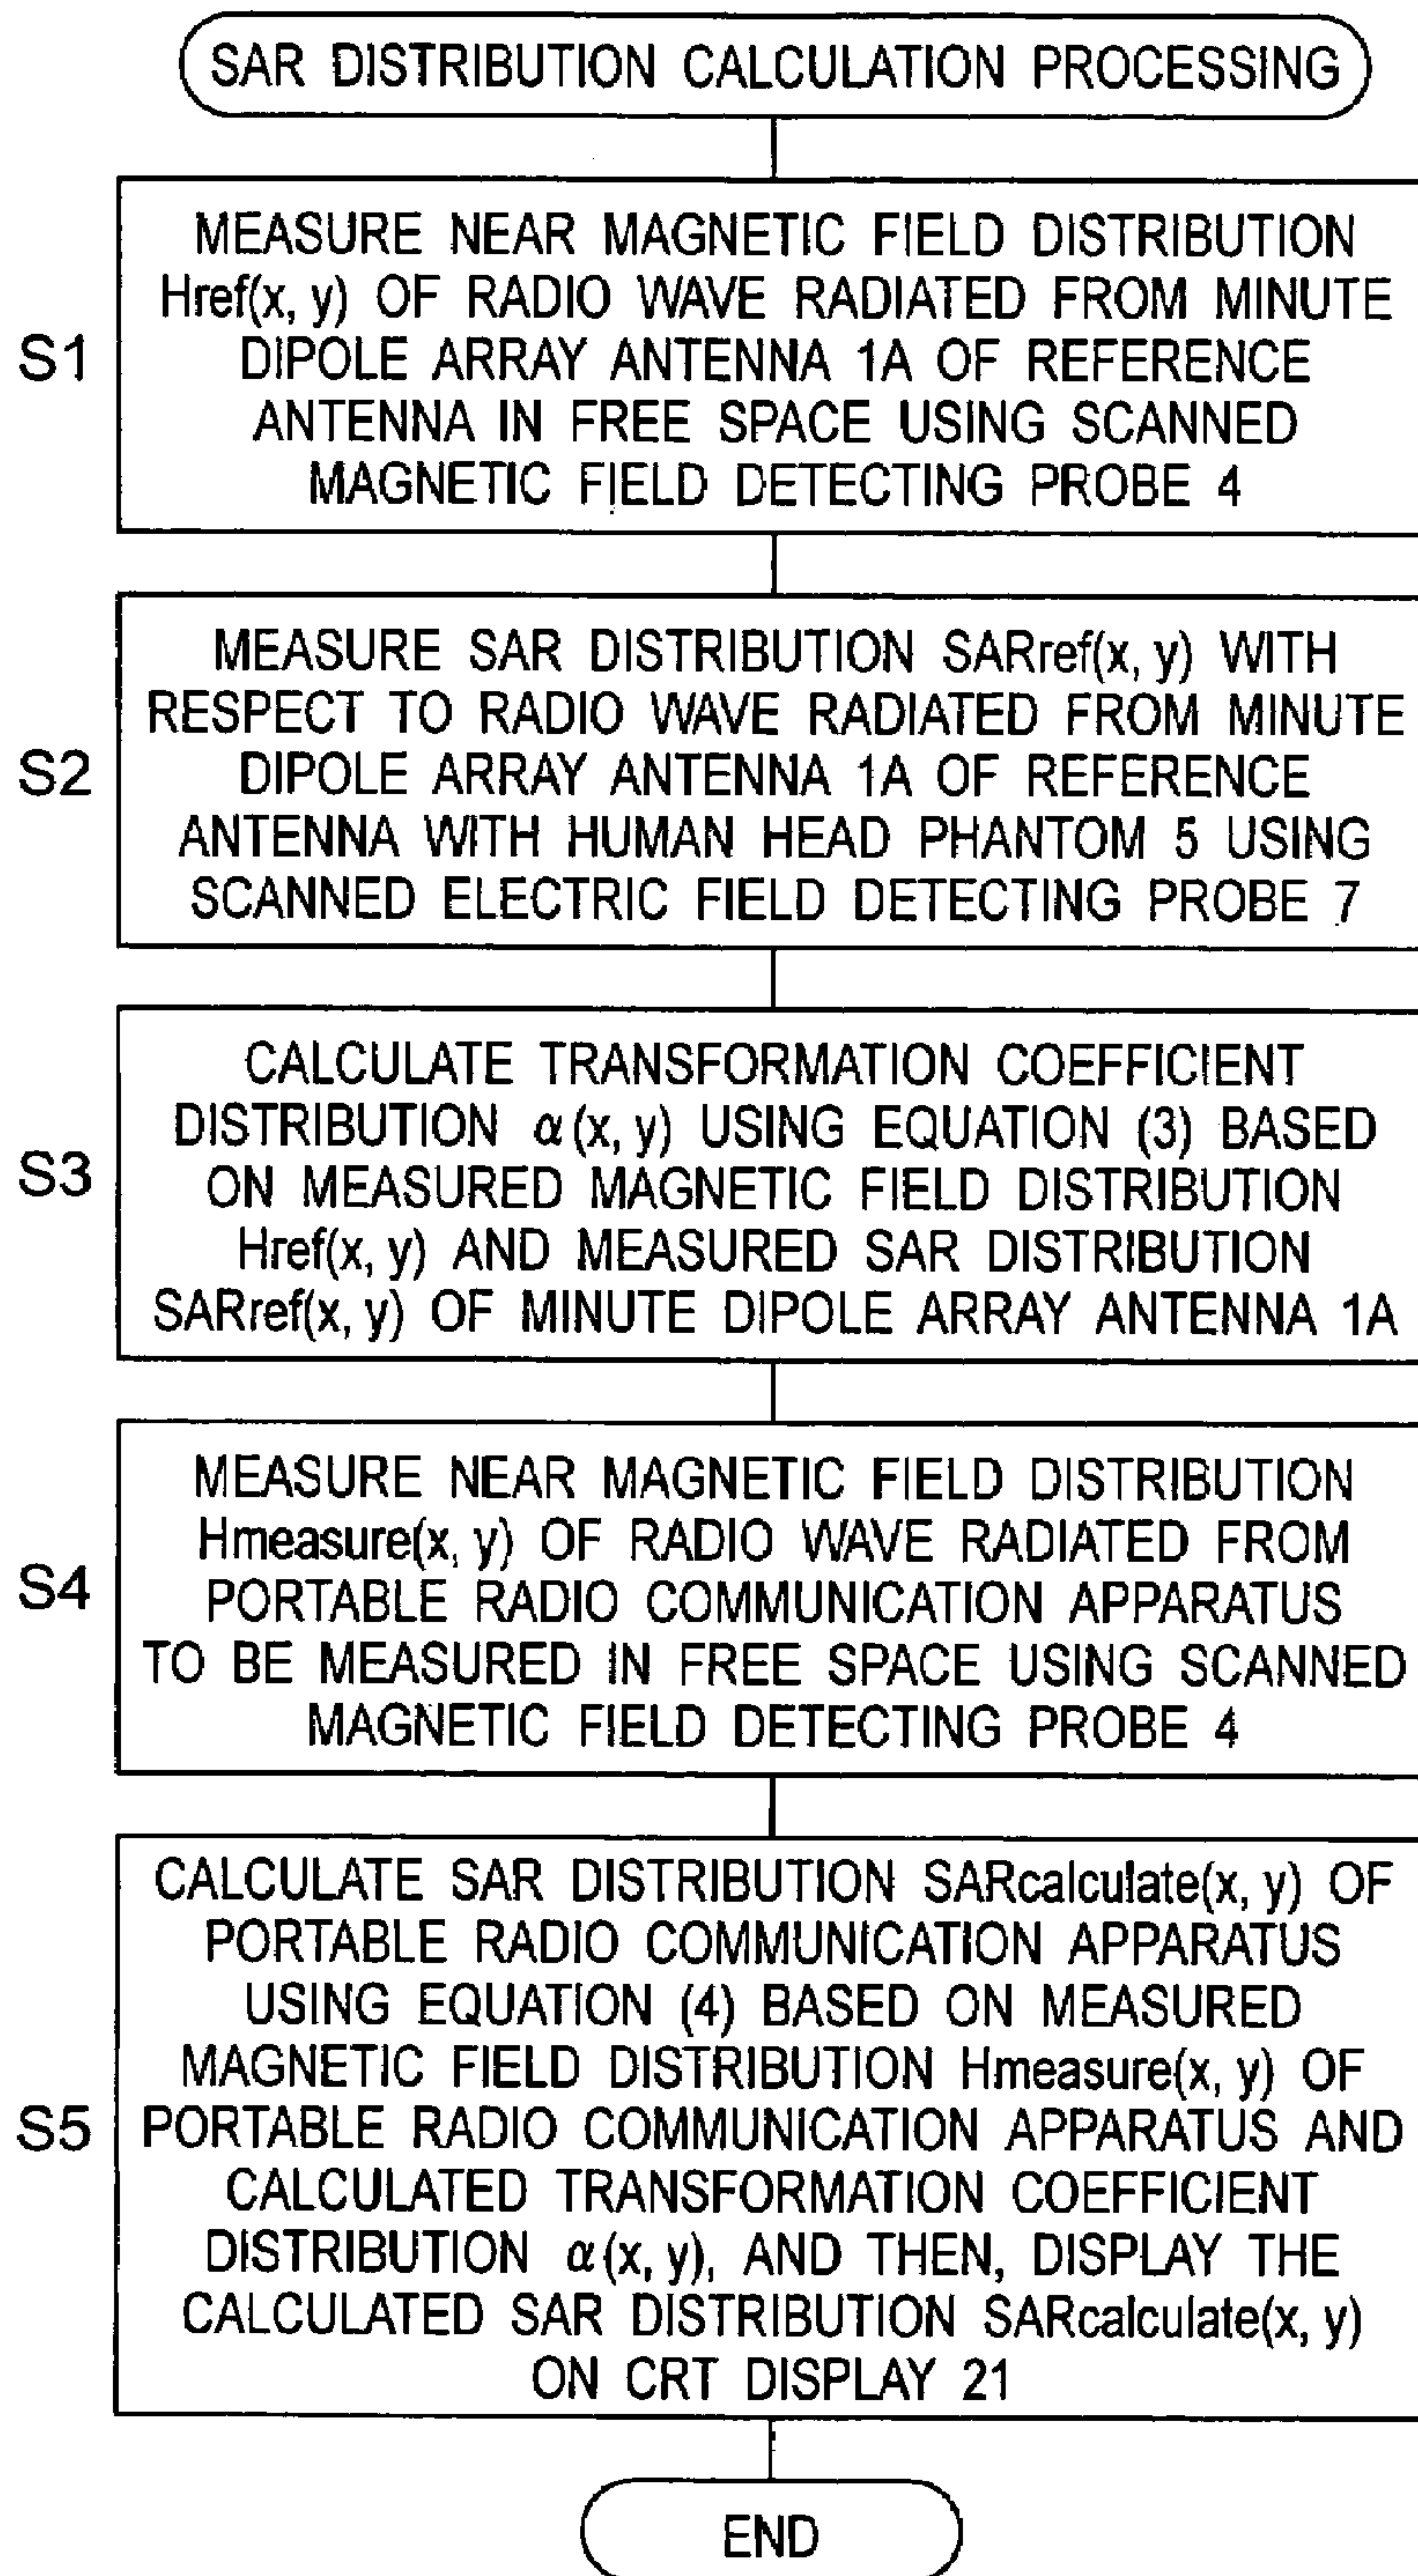 SAR DISTRIBUTION CALCULATION PROCESSING
S1
MEASURE NEAR MAGNETIC FIELD DISTRIBUTION
Href(x, y) OF RADIO WAVE RADIATED FROM MINUTE
DIPOLE ARRAY ANTENNA 1A OF REFERENCE
ANTENNA IN FREE SPACE USING SCANNED
MAGNETIC FIELD DETECTING PROBE 4
S2
MEASURE SAR DISTRIBUTION SARref(x, y) WITH
RESPECT TO RADIO WAVE RADIATED FROM MINUTE
DIPOLE ARRAY ANTENNA 1A OF REFERENCE
ANTENNA WITH HUMAN HEAD PHANTOM 5 USING
SCANNED ELECTRIC FIELD DETECTING PROBE 7
S3
CALCULATE TRANSFORMATION COEFFICIENT
DISTRIBUTION α(x, y) USING EQUATION (3) BASED
ON MEASURED MAGNETIC FIELD DISTRIBUTION
Href(x, y) AND MEASURED SAR DISTRIBUTION
SARref(x, y) OF MINUTE DIPOLE ARRAY ANTENNA 1A
S4
MEASURE NEAR MAGNETIC FIELD DISTRIBUTION
Hmeasure(x, y) OF RADIO WAVE RADIATED FROM
PORTABLE RADIO COMMUNICATION APPARATUS
TO BE MEASURED IN FREE SPACE USING SCANNED
MAGNETIC FIELD DETECTING PROBE 4
S5
CALCULATE SAR DISTRIBUTION SARcalculate(x, y) OF
PORTABLE RADIO COMMUNICATION APPARATUS
USING EQUATION (4) BASED ON MEASURED
MAGNETIC FIELD DISTRIBUTION Hmeasure(x, y) OF
PORTABLE RADIO COMMUNICATION APPARATUS AND
CALCULATED TRANSFORMATION COEFFICIENT
DISTRIBUTION α(x, y), AND THEN, DISPLAY THE
CALCULATED SAR DISTRIBUTION SARcalculate(x, y)
ON CRT DISPLAY 21
END